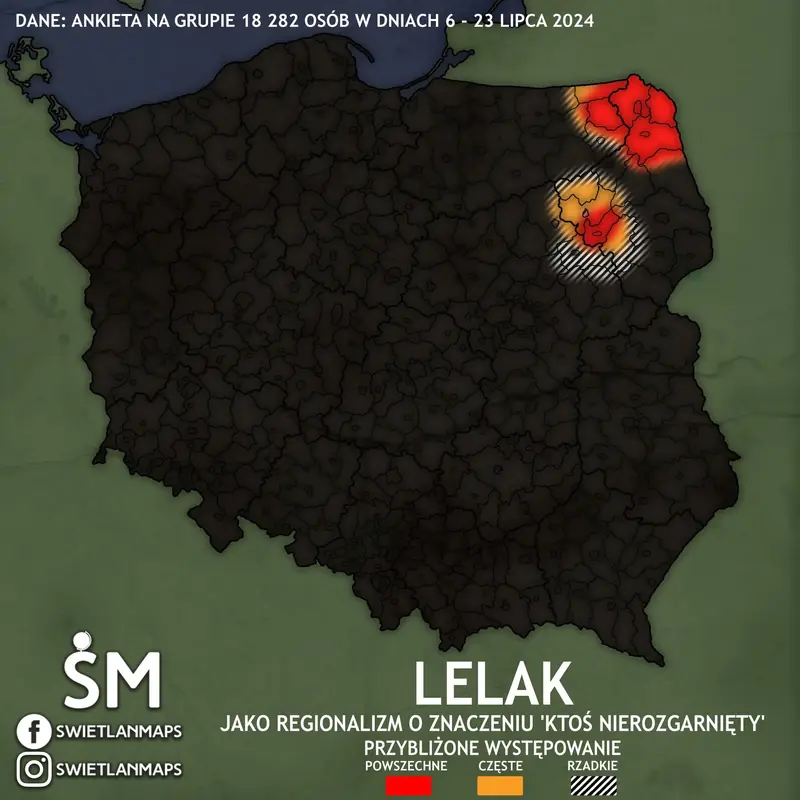 DANE: ANKIETA NA GRUPIE 18 282 OSÓB W DNIACH 6 - 23 LIPCA 2024
ŚM
SWIETLANMAPS
SWIETLANMAPS
LELAK
JAKO REGIONALIZM O ZNACZENIU 'KTOŚ NIEROZGARNIĘTY'
PRZYBLIŻONE WYSTĘPOWANIE
POWSZECHNE CZĘSTE RZADKIE